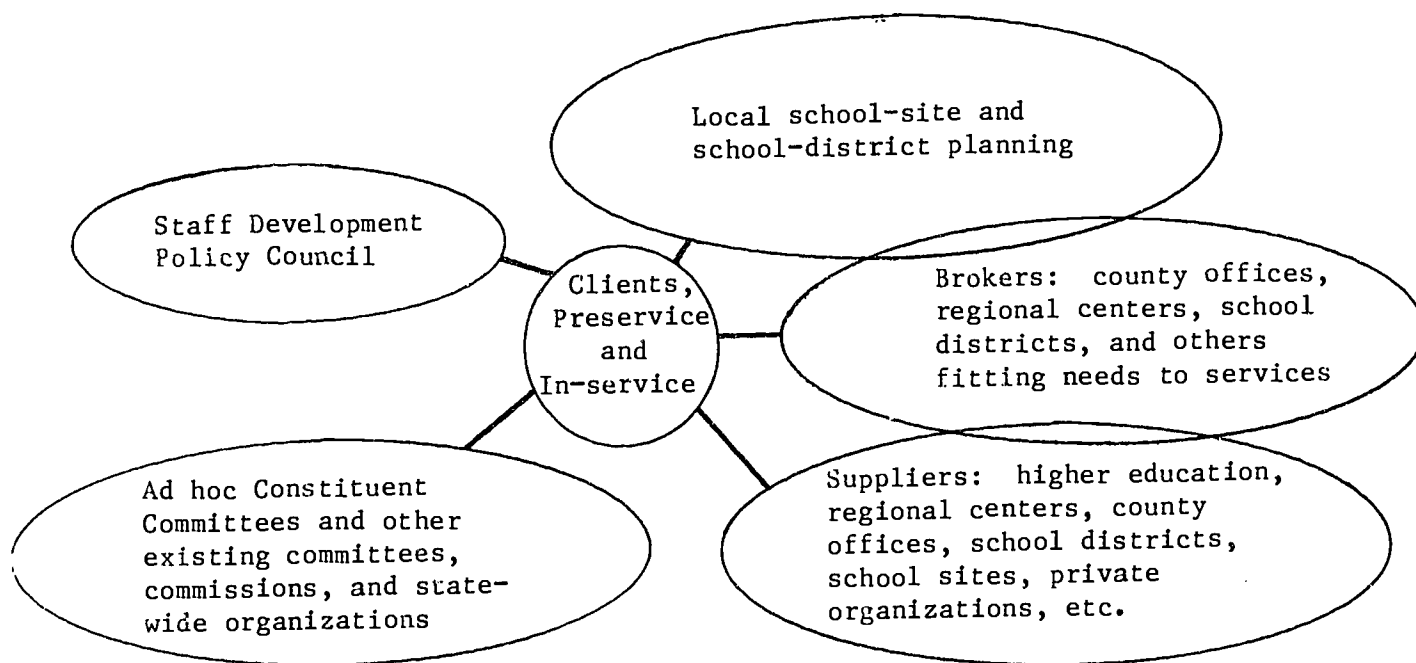 Local school-site and
school-district planning
Staff Development
Policy Council
Clients,
Preservice
and
In-service
Brokers: county offices,
regional centers, school
districts, and others
fitting needs to services
Ad hoc Constituent
Committees and other
existing committees,
commissions, and state-
wide organizations
Suppliers: higher education,
regional centers, county
offices, school districts,
school sites, private
organizations, etc.